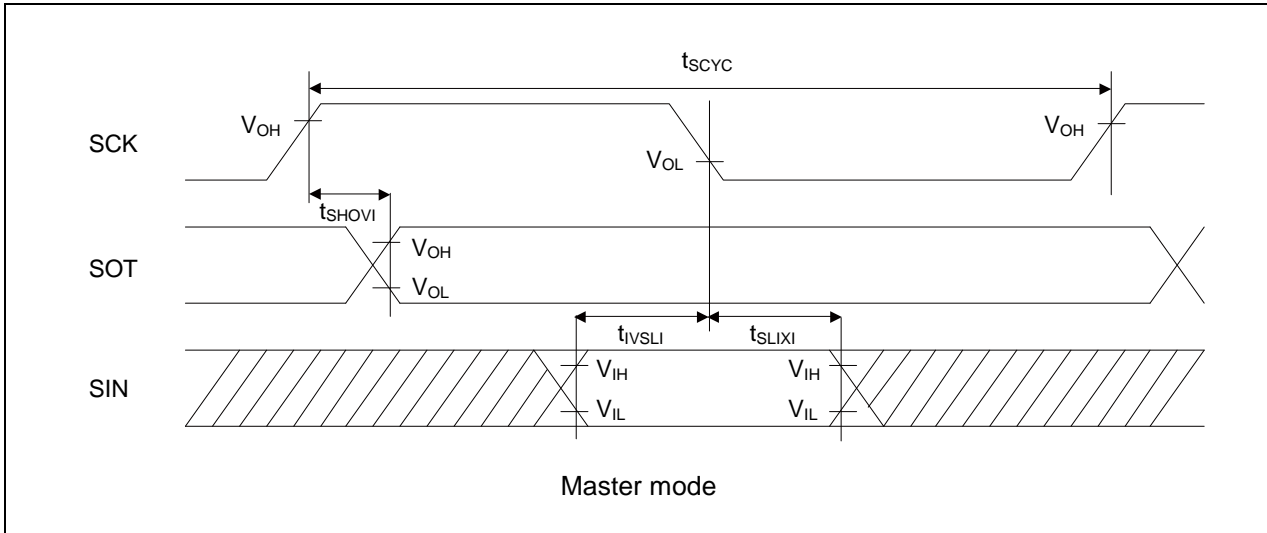 tSCYC
SCK
VOH
VOL
VOH
tSHOVI
SOT
VOH
VOL
tIVSLI
tSLIXI
SIN
VIH
VIH
VIL
VIL
Master mode